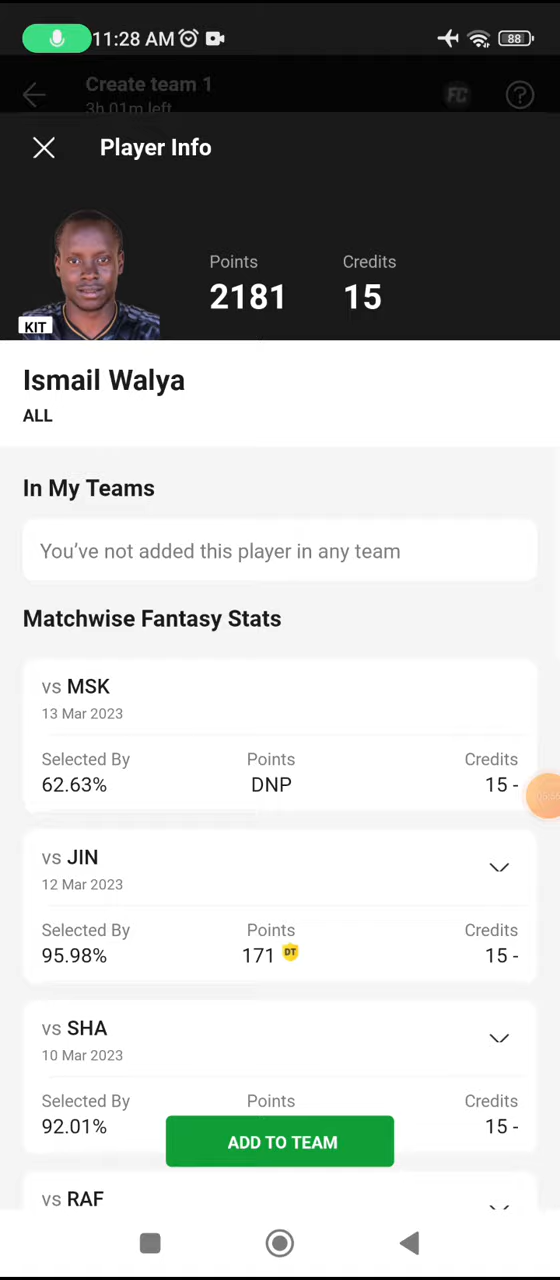 11:28 AM
88
Create team 1
3h 01m left
FC
?
Player Info
Points
Credits
2181
15
KIT
Ismail Walya
ALL
In My Teams
You’ve not added this player in any team
Matchwise Fantasy Stats
vs MSK
13 Mar 2023
Selected By
Points
Credits
62.63%
DNP
15 -
vs JIN
12 Mar 2023
Selected By
Points
Credits
95.98%
171 DT
15 -
vs SHA
10 Mar 2023
Selected By
Points
Credits
92.01%
15 -
ADD TO TEAM
vs RAF